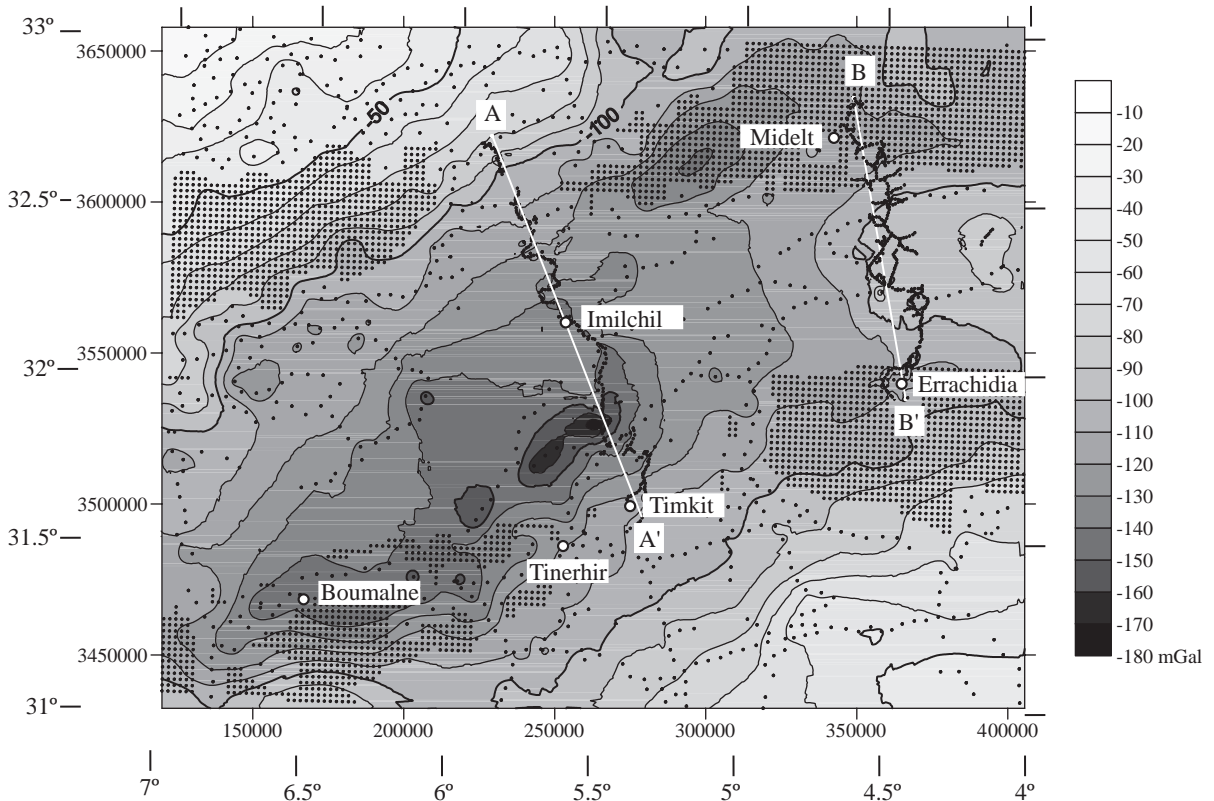 33º
3650000
32.5º
3600000
32º
3550000
3500000
31.5º
3450000
31º
-50
-100
A
B
Midelt
Imilchil
Errachidia
B'
Timkit
A'
Tinerhir
Boumalne
150000
200000
250000
300000
350000
400000
7º
6.5º
6º
5.5º
5º
4.5º
4º
-10
-20
-30
-40
-50
-60
-70
-80
-90
-100
-110
-120
-130
-140
-150
-160
-170
-180 mGal